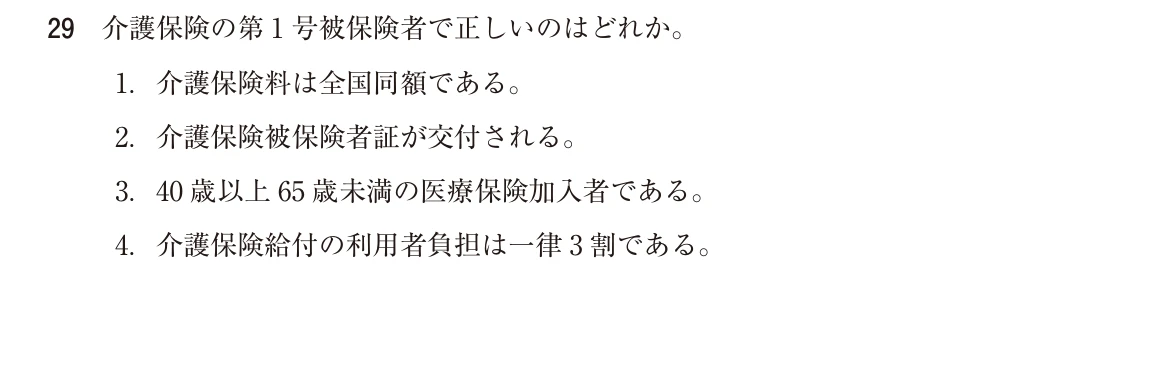 29 介護保険の第1号被保険者で正しいのはどれか。
1. 介護保険料は全国同額である。
2. 介護保険被保険者証が交付される。
3. 40歳以上65歳未満の医療保険加入者である。
4. 介護保険給付の利用者負担は一律3割である。